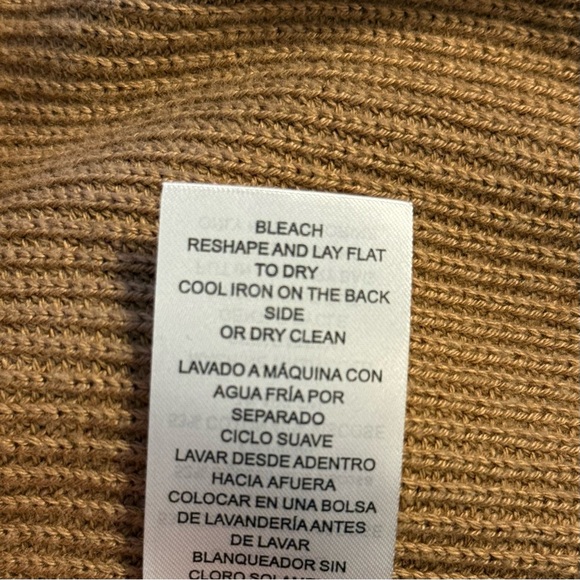 BLEACH
RESHAPE AND LAY FLAT
TO DRY
COOL IRON ON THE BACK
SIDE
OR DRY CLEAN
LAVADO A MÁQUINA CON
AGUA FRÍA POR
SEPARADO
CICLO SUAVE
LAVAR DESDE ADENTRO
HACIA AFUERA
COLOCAR EN UNA BOLSA
DE LAVANDERÍA ANTES
DE LAVAR
BLANQUEADOR SIN
CLORO SOLAMENTE